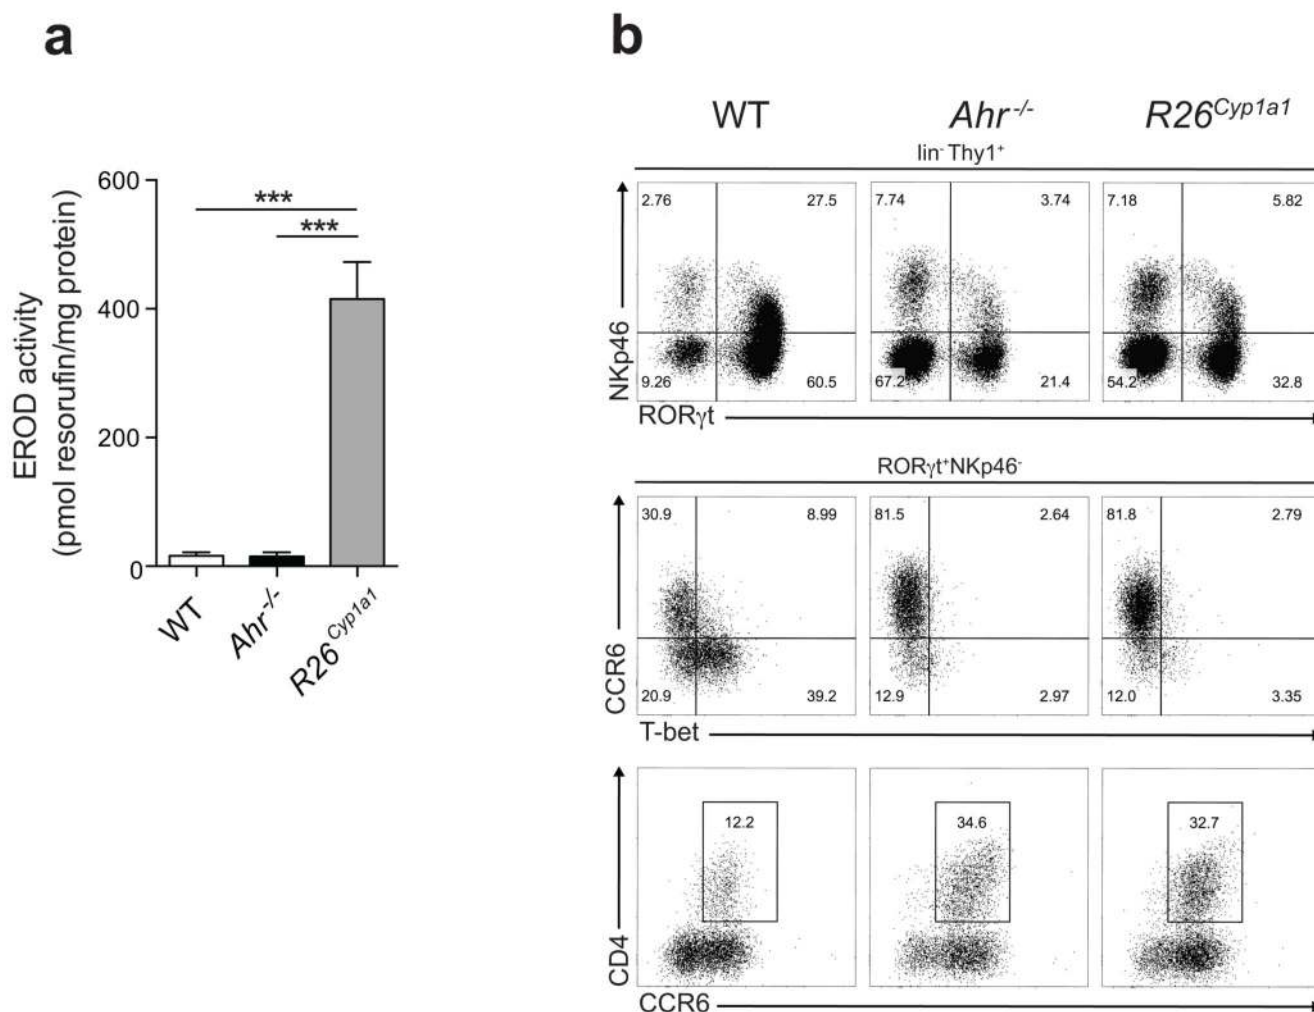 a
600
400
200
0
EROD activity
(pmol resorufin/mg protein)
***
***
WT
Ahr-/-
R26Cyp1a1
b
WT Ahr-/- R26Cyp1a1
lin- Thy1+
2.76 27.5 7.74 3.74 7.18 5.82
9.26 60.5 67.2 21.4 54.2 32.8
NKp46
RORγt
RORγt+NKp46-
30.9 8.99 81.5 2.64 81.8 2.79
20.9 39.2 12.9 2.97 12.0 3.35
CCR6
T-bet
12.2 34.6 32.7
CD4
CCR6